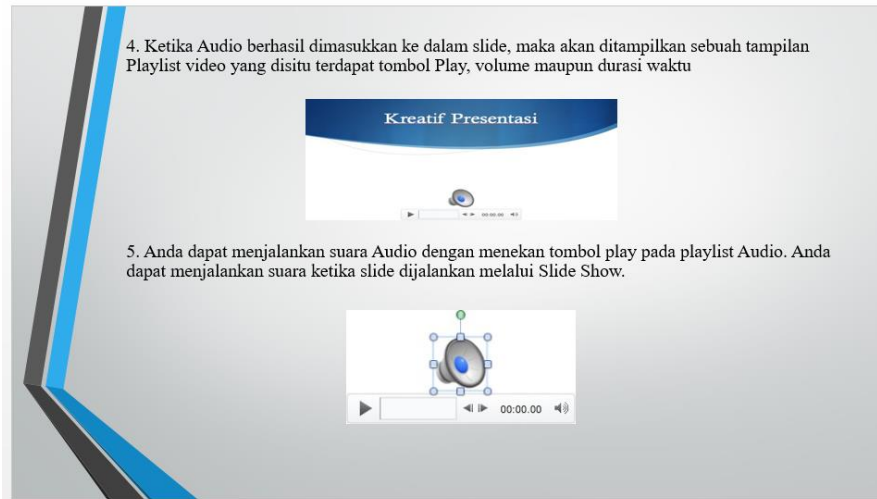 4. Ketika Audio berhasil dimasukkan ke dalam slide, maka akan ditampilkan sebuah tampilan
Playlist video yang disitu terdapat tombol Play, volume maupun durasi waktu
Kreatif Presentasi
00:00.00
5. Anda dapat menjalankan suara Audio dengan menekan tombol play pada playlist Audio. Anda
dapat menjalankan suara ketika slide dijalankan melalui Slide Show.
00:00.00